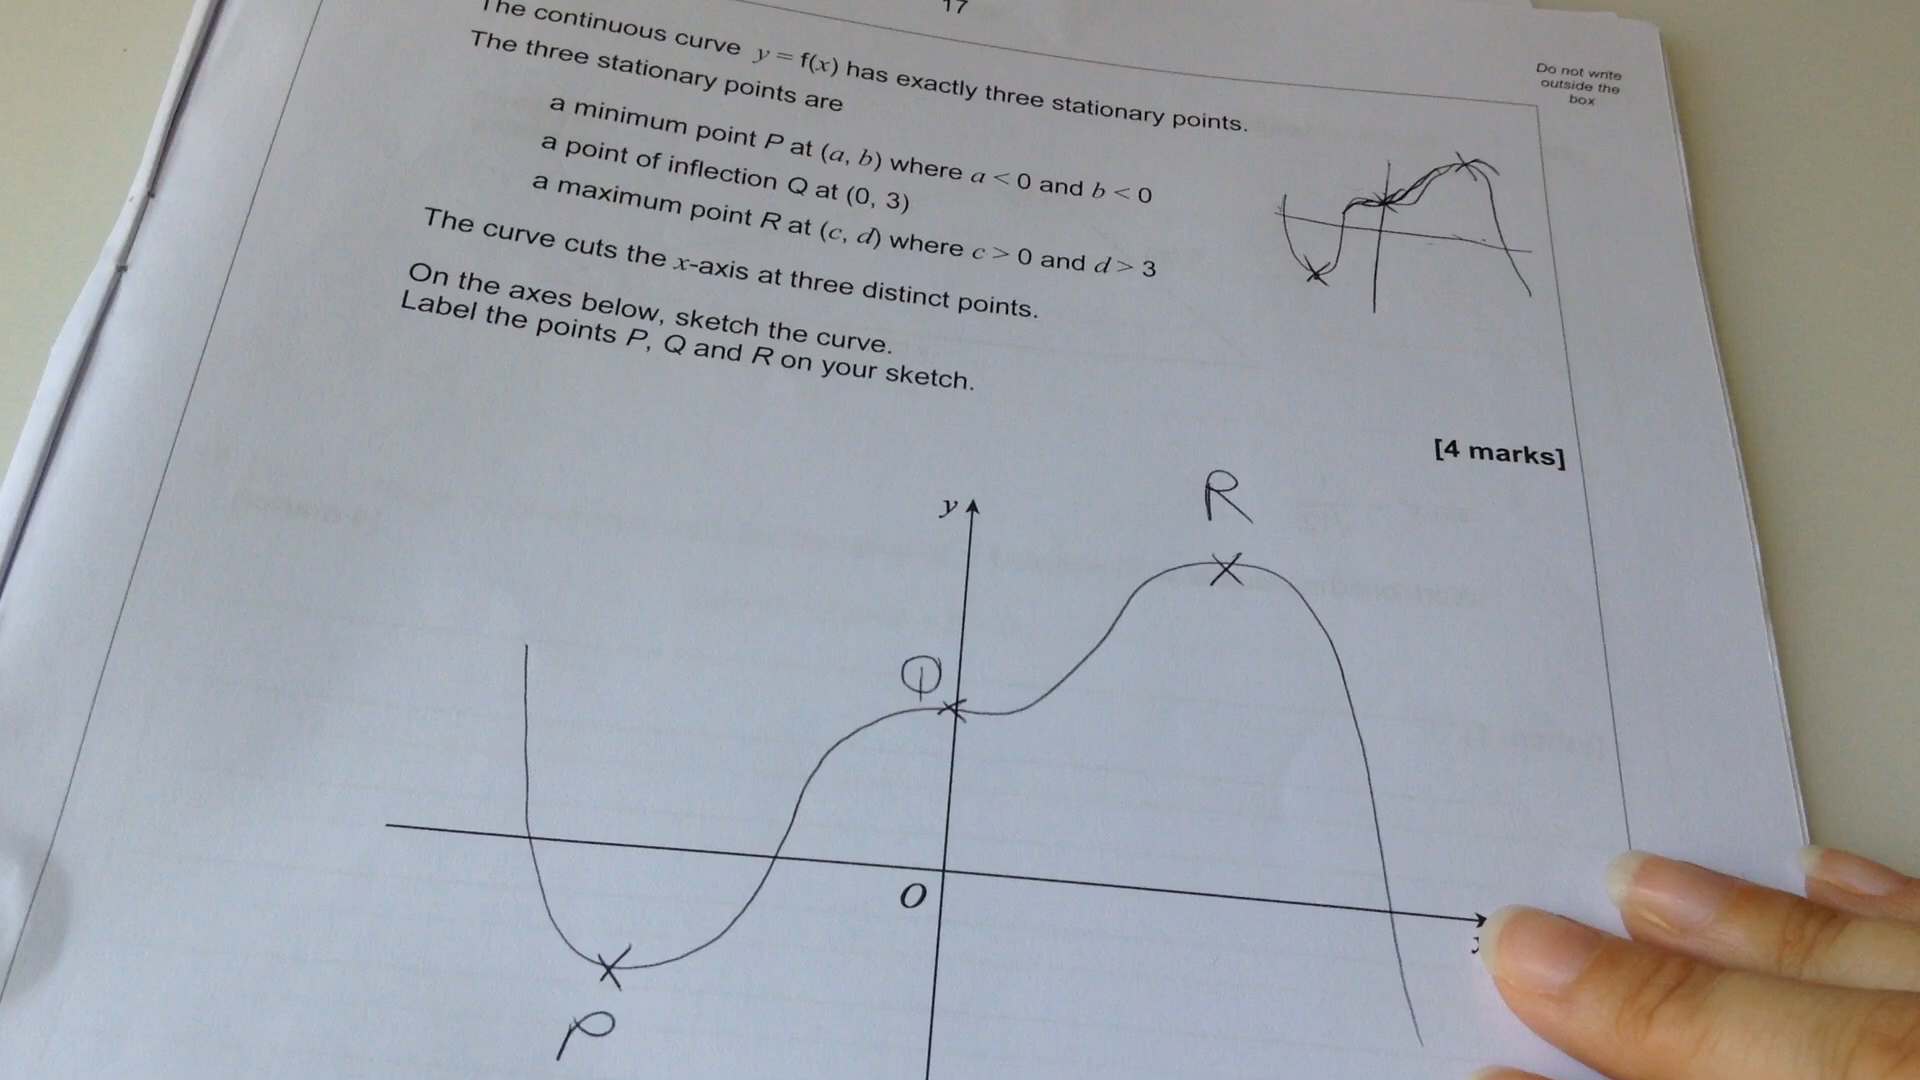 17
The continuous curve y = f(x) has exactly three stationary points.
The three stationary points are
a minimum point P at (a, b) where a < 0 and b < 0
a point of inflection Q at (0, 3)
a maximum point R at (c, d) where c > 0 and d > 3
The curve cuts the x-axis at three distinct points.
On the axes below, sketch the curve.
Label the points P, Q and R on your sketch.
Do not write
outside the
box
[4 marks]
y
R
Q
O
P